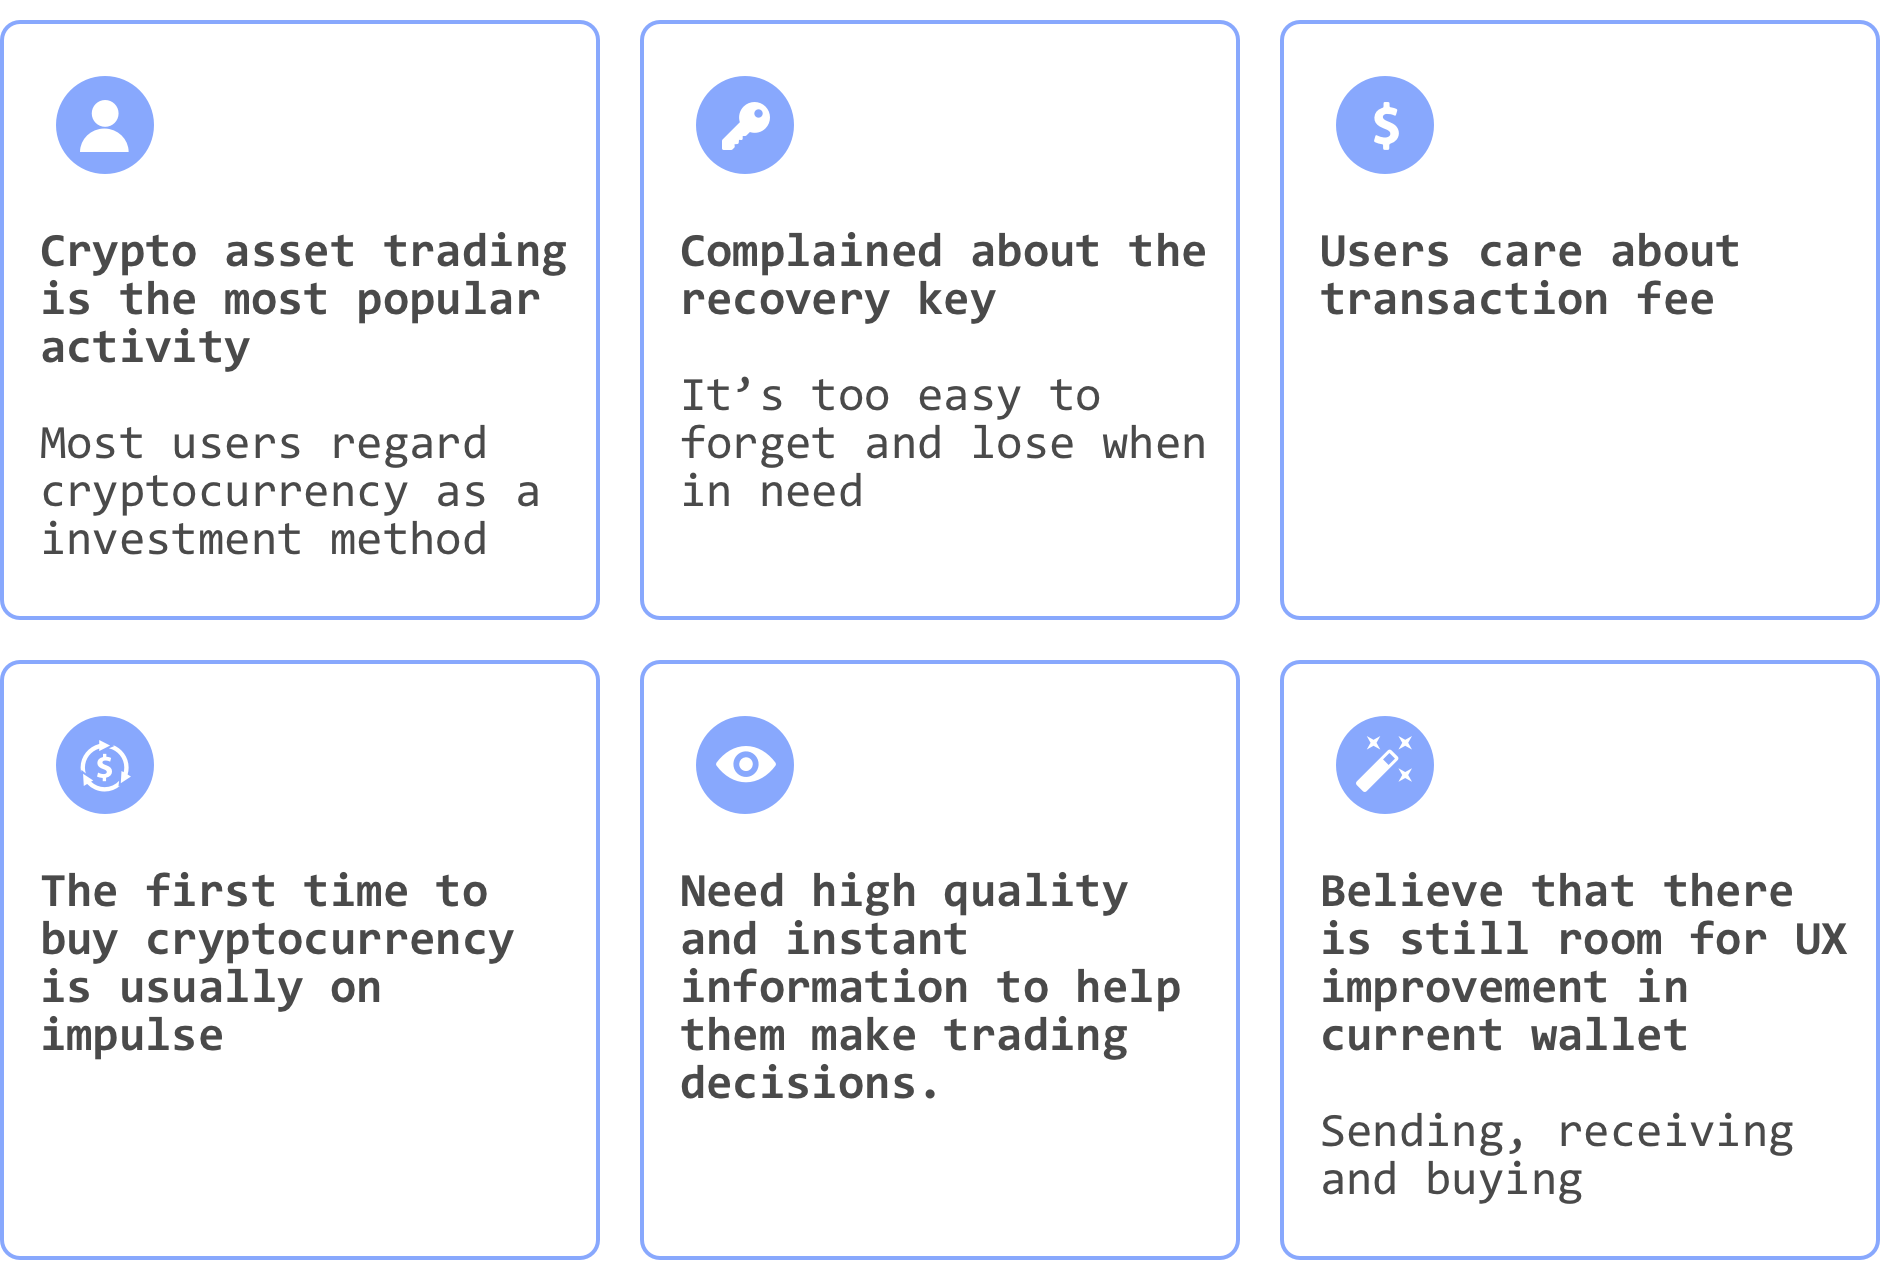 Crypto asset trading
is the most popular
activity
Most users regard
cryptocurrency as a
investment method
Complained about the
recovery key
It’s too easy to
forget and lose when
in need
Users care about
transaction fee
The first time to
buy cryptocurrency
is usually on
impulse
Need high quality
and instant
information to help
them make trading
decisions.
Believe that there
is still room for UX
improvement in
current wallet
Sending, receiving
and buying